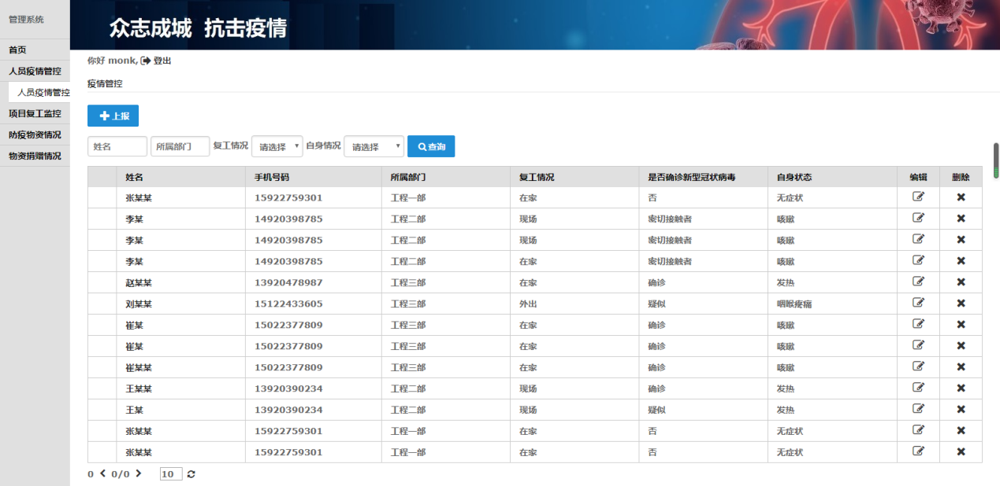 管理系统
首页
人员疫情管控
人员疫情管控
项目复工监控
防疫物资情况
物资捐赠情况
众志成城 抗击疫情
你好 monk, 登出
疫情管控
上报
姓名 所属部门 复工情况 请选择 自身情况 请选择 查询
姓名 手机号码 所属部门 复工情况 是否确诊新型冠状病毒 自身状态 编辑 删除
张某某 15922759301 工程一部 在家 否 无症状
李某 14920398785 工程二部 现场 密切接触者 咳嗽
李某 14920398785 工程二部 现场 密切接触者 咳嗽
李某 14920398785 工程二部 在家 密切接触者 咳嗽
赵某某 13920478987 工程三部 在家 确诊 发热
刘某某 15122433605 工程三部 外出 疑似 咽喉疼痛
崔某 15022377809 工程三部 在家 确诊 咳嗽
崔某 15022377809 工程三部 在家 确诊 咳嗽
崔某某 15022377809 工程三部 在家 确诊 咳嗽
王某某 13920390234 工程二部 现场 确诊 发热
王某 13920390234 工程二部 现场 疑似 发热
张某某 15922759301 工程一部 在家 否 无症状
张某某 15922759301 工程一部 在家 否 无症状
0 0/0 10